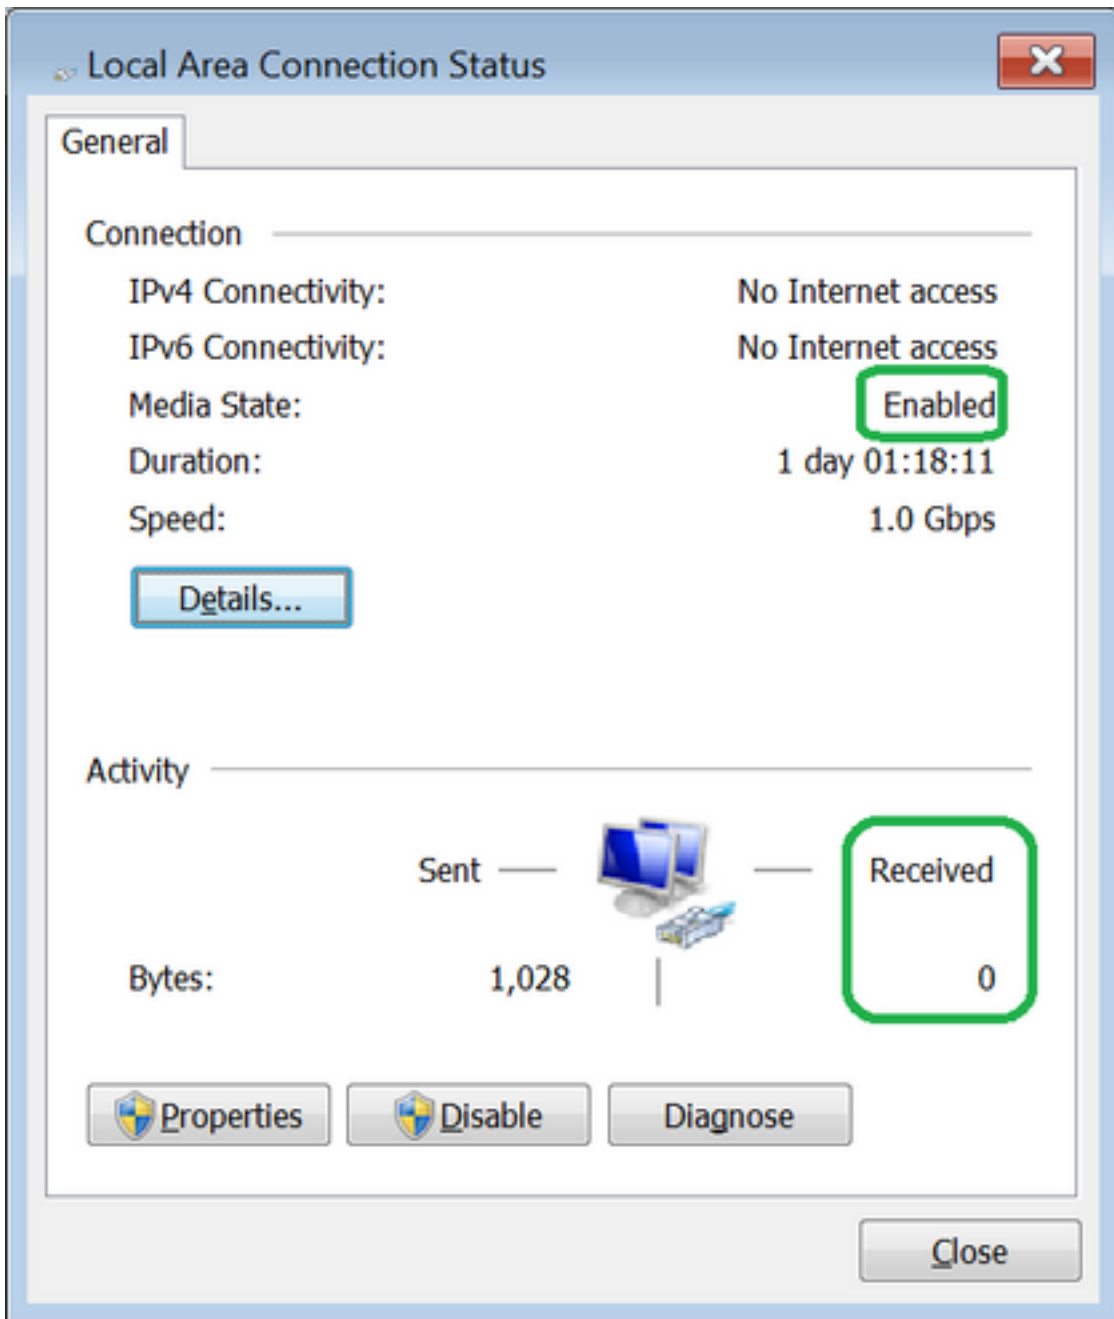 Local Area Connection Status
General
Connection
IPv4 Connectivity: No Internet access
IPv6 Connectivity: No Internet access
Media State: Enabled
Duration: 1 day 01:18:11
Speed: 1.0 Gbps
Details...
Activity
Sent Received
Bytes: 1,028 0
Properties Disable Diagnose
Close